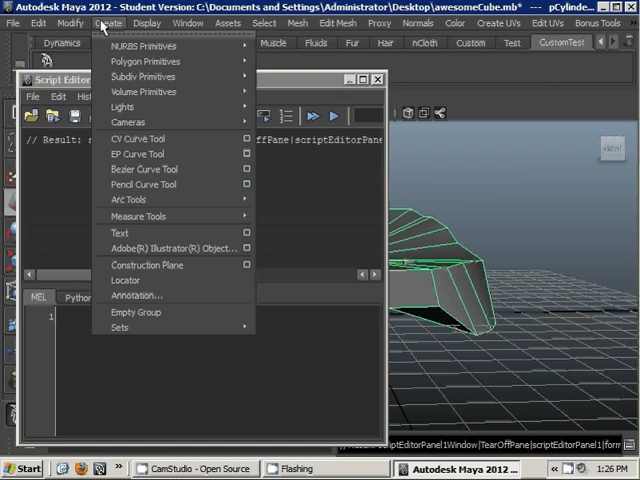 Autodesk Maya 2012 - Student Version: C:\Documents and Settings\Administrator\Desktop\awesomeCube.mb* --- pCylinde...
File Edit Modify Create Display Window Assets Select Mesh Edit Mesh Proxy Normals Color Create UVs Edit UVs Bonus Tools
Dynamics Muscle Fluids Fur Hair nCloth Custom Toon CustomTest
Script Editor
File Edit Hist
NURBS Primitives
Polygon Primitives
Subdiv Primitives
Volume Primitives
Lights
Cameras
CV Curve Tool
EP Curve Tool
Bezier Curve Tool
Pencil Curve Tool
Arc Tools
Measure Tools
Text
Adobe(R) Illustrator(R) Object...
Construction Plane
Locator
Annotation...
Empty Group
Sets
// Result: offPane|scriptEditorPane
FRONT
MEL Python
1
// Result: scriptEditorPanel1Window|TearOffPane|scriptEditorPanel1|form
Start CamStudio - Open Source Flashing Autodesk Maya 2012 ... 1:26 PM